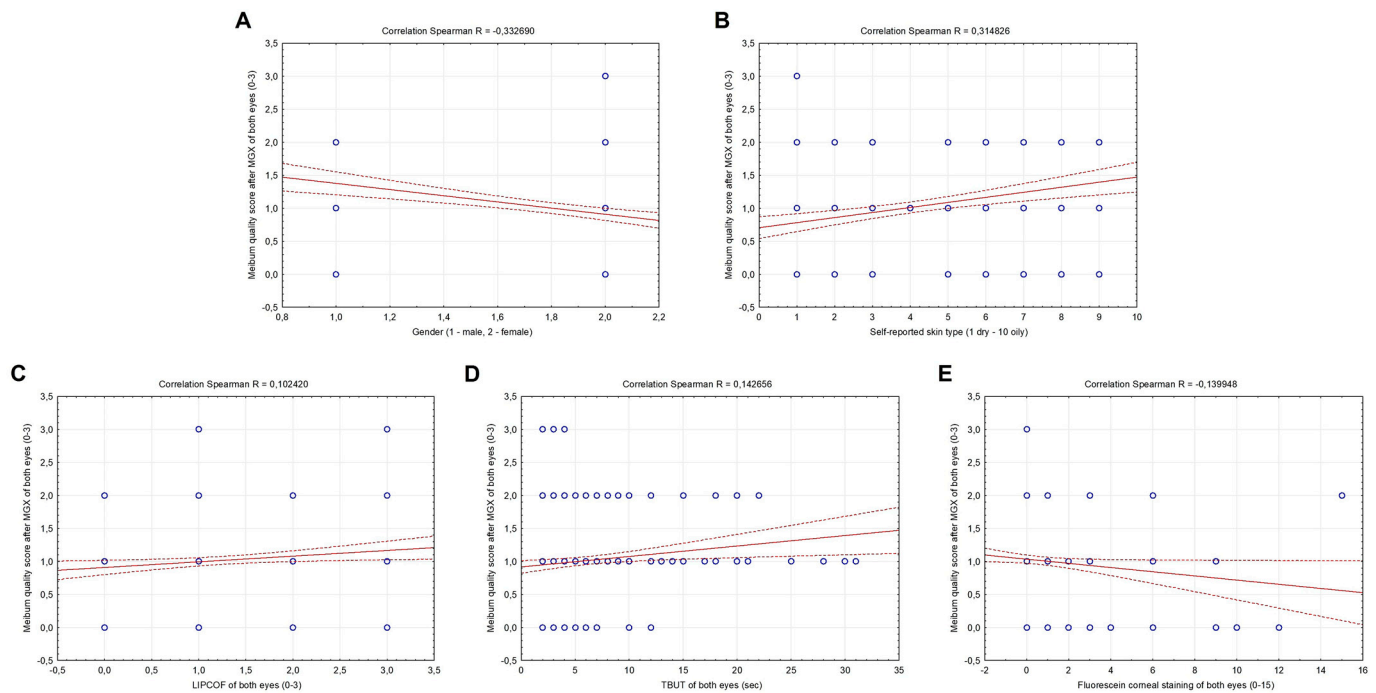 A
Correlation Spearman R = -0,332690
3,5
3,0
2,5
2,0
1,5
1,0
0,5
0,0
-0,5
Meibum quality score after MGX of both eyes (0-3)
0,8 1,0 1,2 1,4 1,6 1,8 2,0 2,2
Gender (1 - male, 2 - female)
B
Correlation Spearman R = 0,314826
3,5
3,0
2,5
2,0
1,5
1,0
0,5
0,0
-0,5
Meibum quality score after MGX of both eyes (0-3)
0 1 2 3 4 5 6 7 8 9 10
Self-reported skin type (1 dry - 10 oily)
C
Correlation Spearman R = 0,102420
3,5
3,0
2,5
2,0
1,5
1,0
0,5
0,0
-0,5
Meibum quality score after MGX of both eyes (0-3)
-0,5 0,0 0,5 1,0 1,5 2,0 2,5 3,0 3,5
LIPCOF of both eyes (0-3)
D
Correlation Spearman R = 0,142656
3,5
3,0
2,5
2,0
1,5
1,0
0,5
0,0
-0,5
Meibum quality score after MGX of both eyes (0-3)
0 5 10 15 20 25 30 35
TBUT of both eyes (sec)
E
Correlation Spearman R = -0,139948
3,5
3,0
2,5
2,0
1,5
1,0
0,5
0,0
-0,5
Meibum quality score after MGX of both eyes (0-3)
-2 0 2 4 6 8 10 12 14 16
Fluorescein corneal staining of both eyes (0-15)